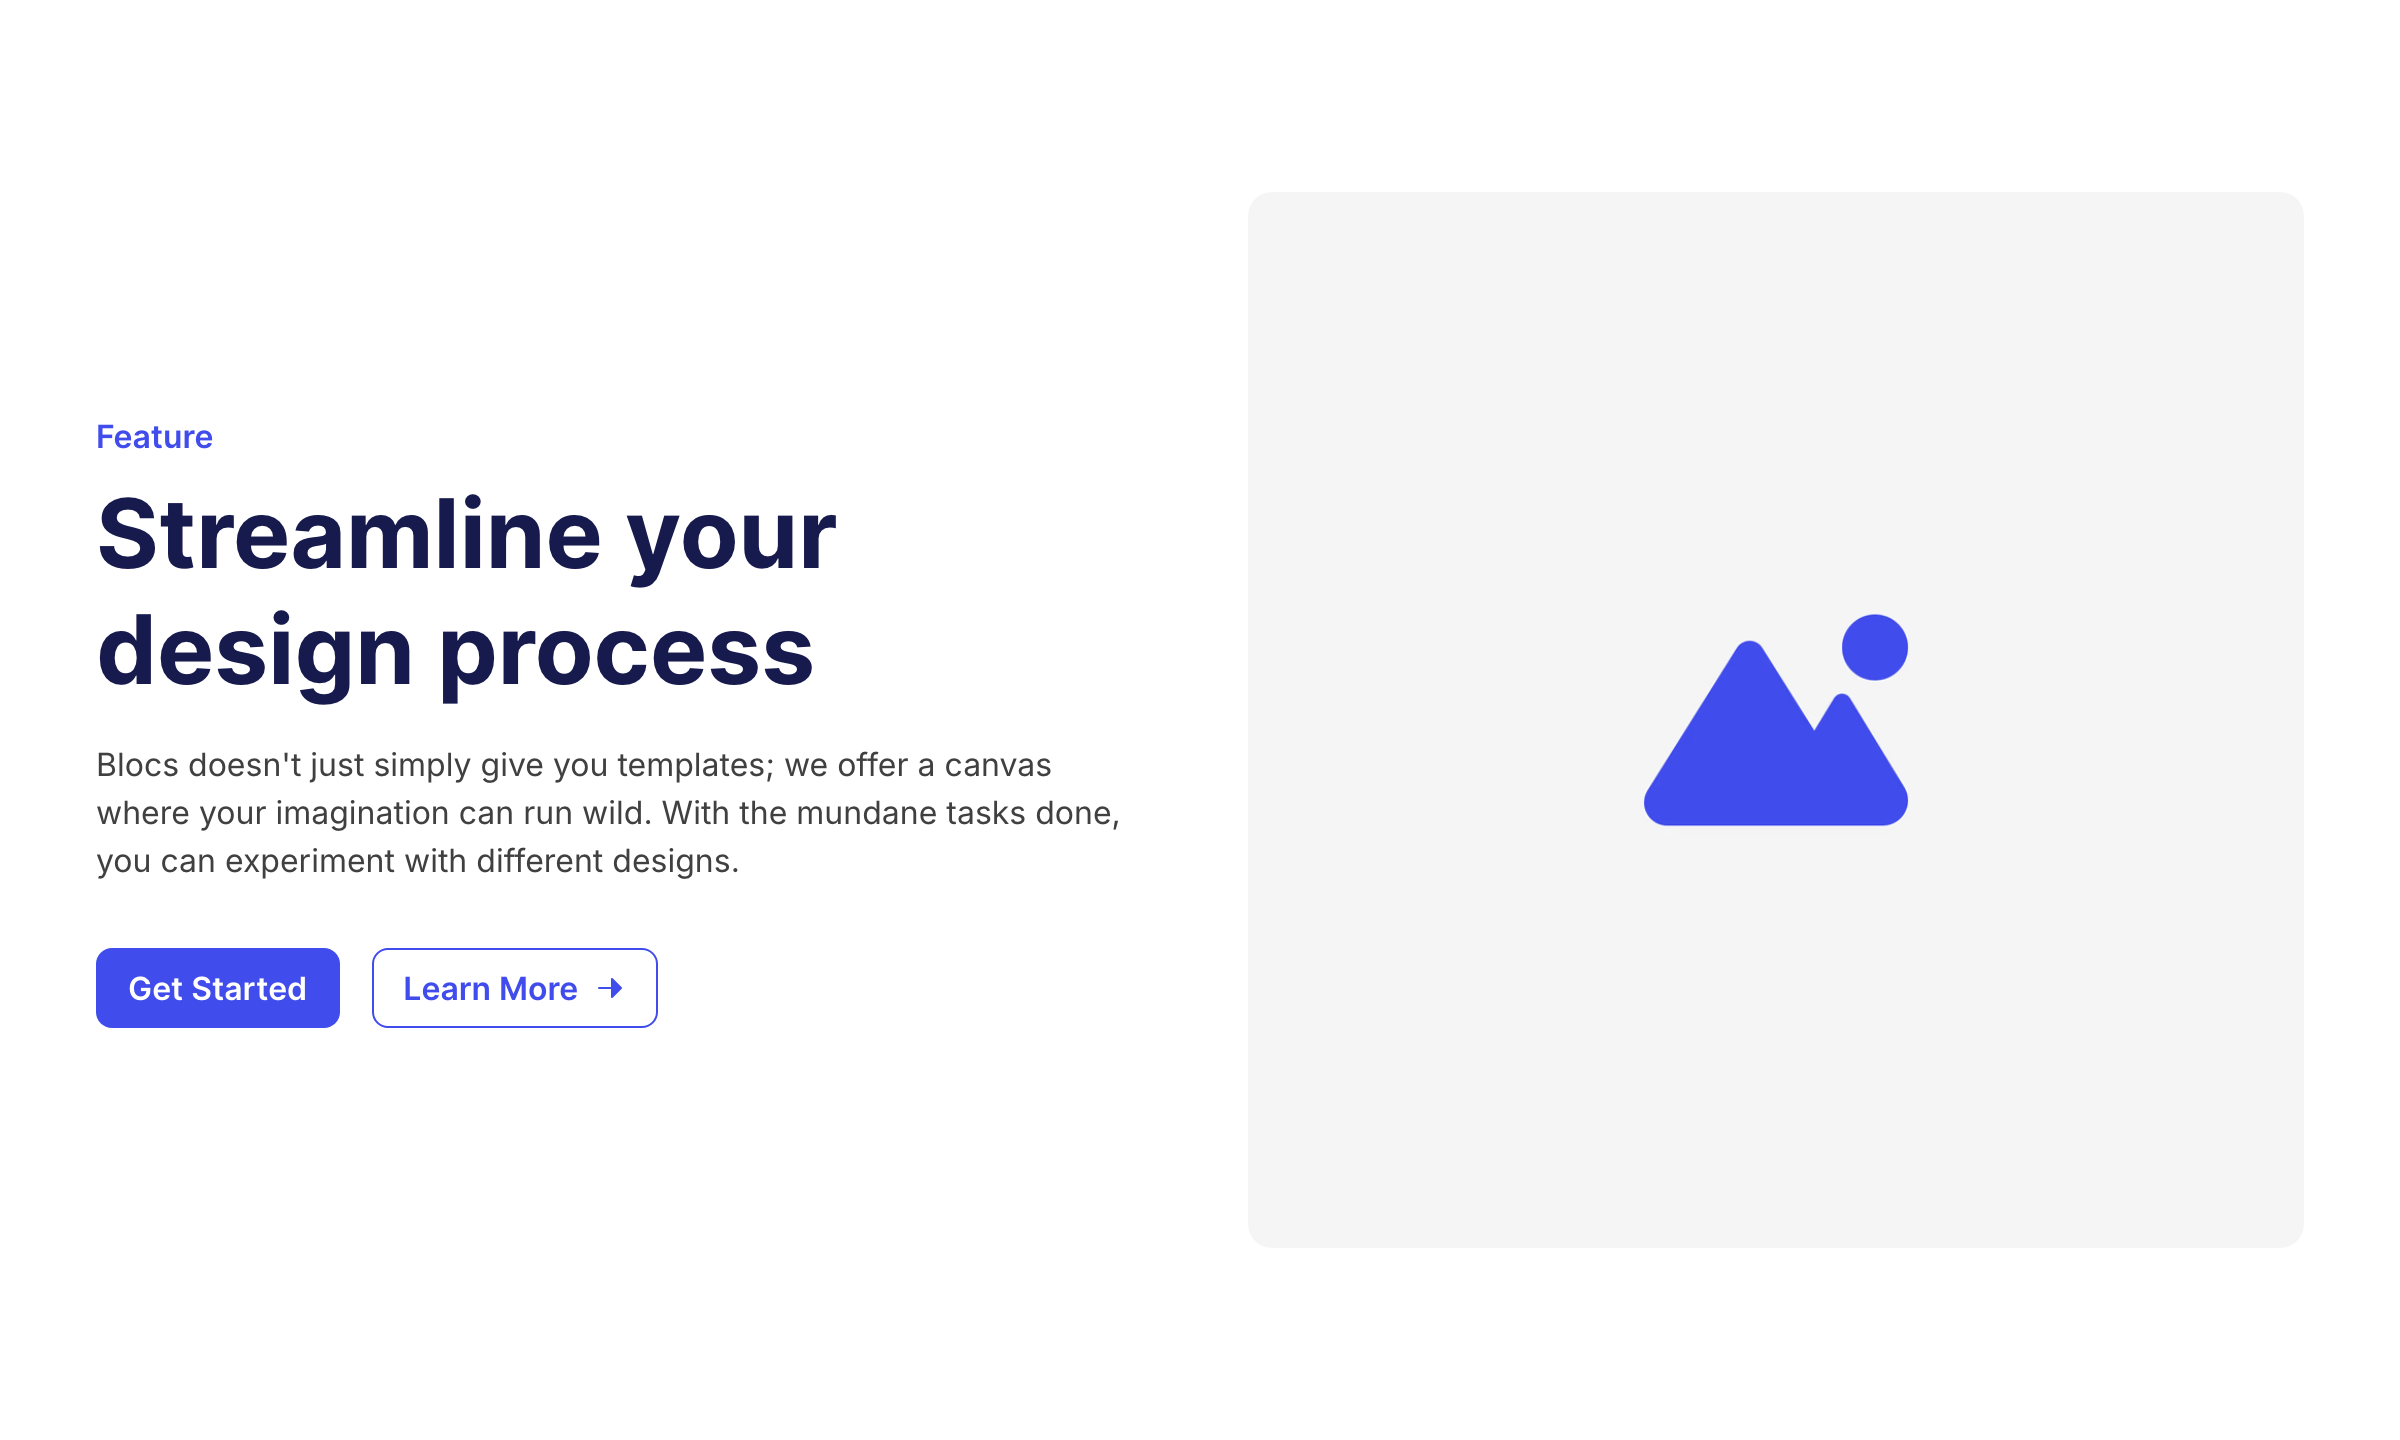 Feature
Streamline your
design process
Blocs doesn't just simply give you templates; we offer a canvas
where your imagination can run wild. With the mundane tasks done,
you can experiment with different designs.
Get Started
Learn More